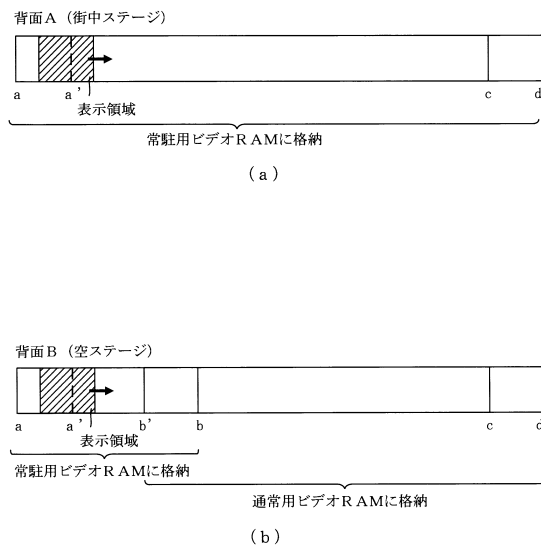 背面A（街中ステージ）
a a' c d
表示領域
常駐用ビデオRAMに格納
(a)
背面B（空ステージ）
a a' b' b c d
表示領域
常駐用ビデオRAMに格納
通常用ビデオRAMに格納
(b)